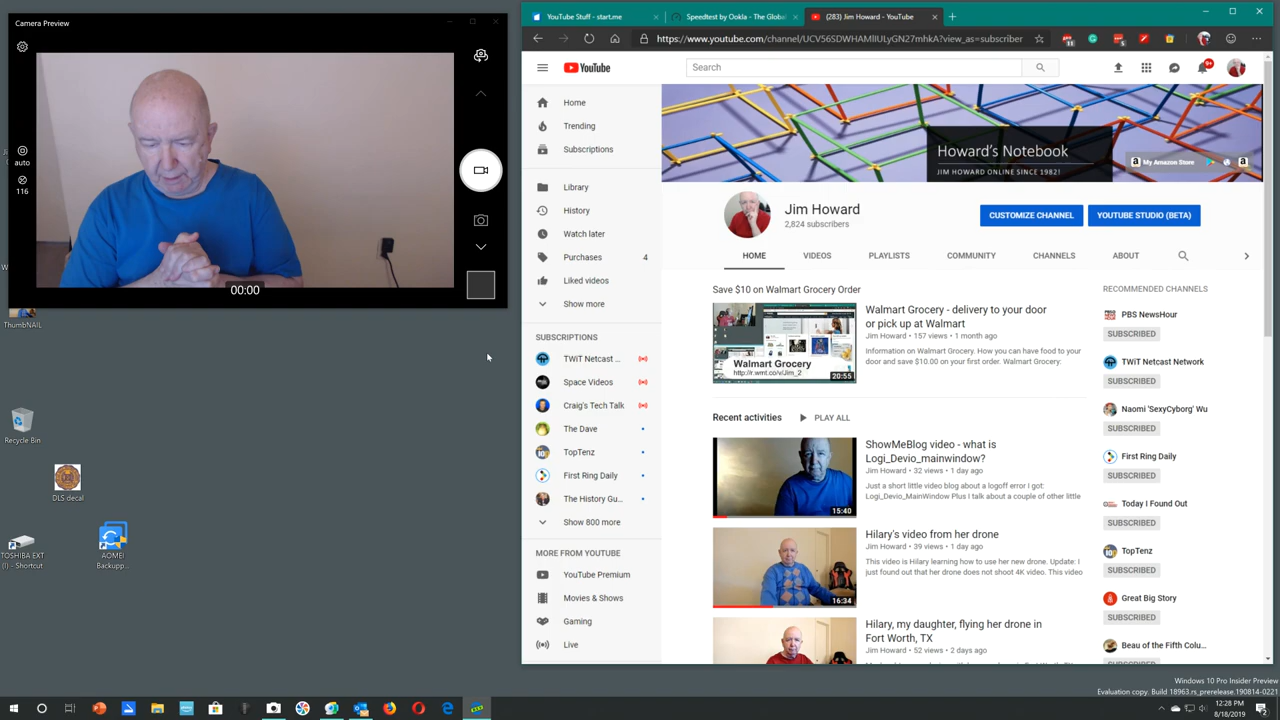 Camera Preview
auto
116
00:00
ThumbNAIL
Recycle Bin
DLS decal
TOSHIBA EXT
(I) - Shortcut
AOMEI
Backupp...
YouTube Stuff - start.me
Speedtest by Ookla - The Global
(283) Jim Howard - YouTube
11
5
YouTube
Search
9+
Home
Trending
Subscriptions
Library
History
Watch later
Purchases 4
Liked videos
Show more
SUBSCRIPTIONS
TWiT Netcast ...
Space Videos
Craig's Tech Talk
The Dave
TopTenz
First Ring Daily
The History Gu...
Show 800 more
MORE FROM YOUTUBE
YouTube Premium
Movies & Shows
Gaming
Live
Howard's Notebook
JIM HOWARD ONLINE SINCE 1982!
My Amazon Store
Jim Howard
2,824 subscribers
CUSTOMIZE CHANNEL
YOUTUBE STUDIO (BETA)
HOME VIDEOS PLAYLISTS COMMUNITY CHANNELS ABOUT
Save $10 on Walmart Grocery Order
Walmart Grocery
http://r.wmt.co/v/Jim_2
20:55
Walmart Grocery - delivery to your door
or pick up at Walmart
Jim Howard • 157 views • 1 month ago
Information on Walmart Grocery. How you can have food to your
door and save $10.00 on your first order. Walmart Grocery:
Recent activities PLAY ALL
15:40
ShowMeBlog video - what is
Logi_Devio_mainwindow?
Jim Howard • 32 views • 1 day ago
Just a short little video blog about a logoff error I got:
Logi_Devio_MainWindow Plus I talk about a couple of other little
16:34
Hilary's video from her drone
Jim Howard • 39 views • 1 day ago
This video is Hilary learning how to use her new drone. Update: I
just found out that her drone does not shoot 4K video. This video
Hilary, my daughter, flying her drone in
Fort Worth, TX
Jim Howard • 52 views • 2 days ago
RECOMMENDED CHANNELS
PBS NewsHour
SUBSCRIBED
TWiT Netcast Network
SUBSCRIBED
Naomi 'SexyCyborg' Wu
SUBSCRIBED
First Ring Daily
SUBSCRIBED
Today I Found Out
SUBSCRIBED
TopTenz
SUBSCRIBED
Great Big Story
SUBSCRIBED
Beau of the Fifth Colu...
Windows 10 Pro Insider Preview
Evaluation copy. Build 18963.rs_prerelease.190814-0221
12:28 PM
8/18/2019
2